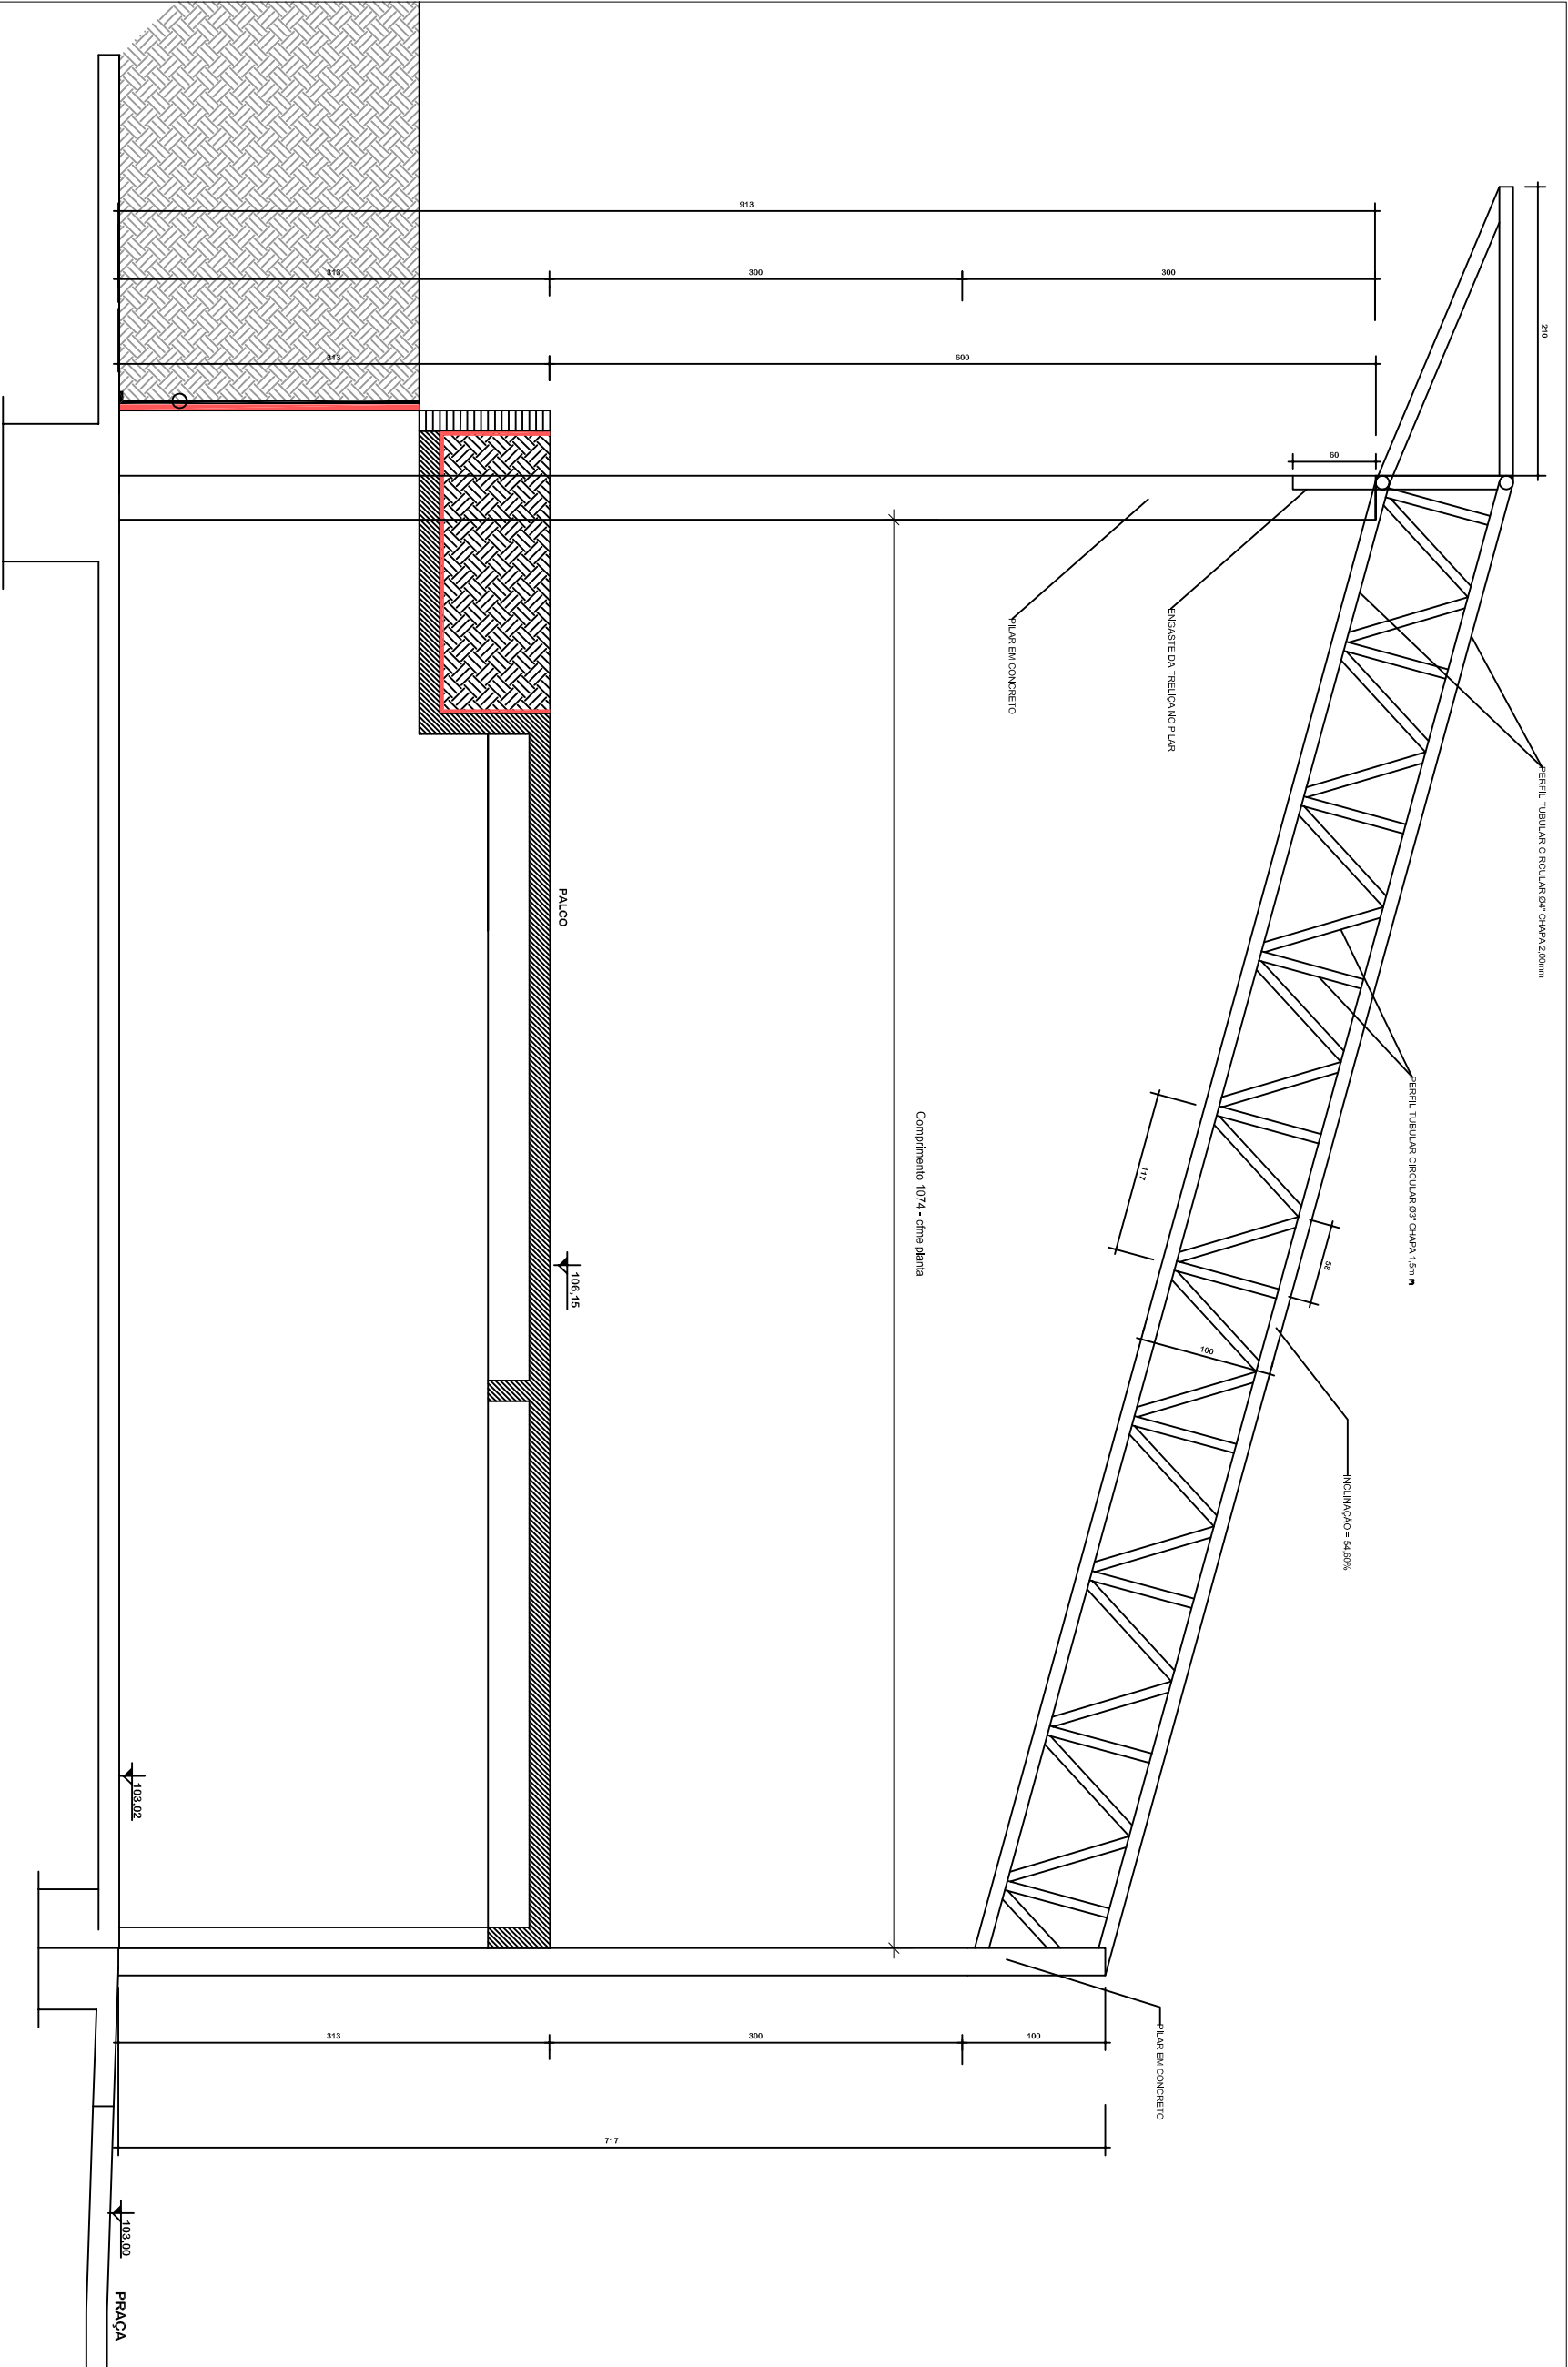 210
913
313
300
300
313
600
60
PERFIL TUBULAR CIRCULAR Ø4" CHAPA 2,00mm
ENGASTE DA TRELIÇA NO PILAR
PILAR EM CONCRETO
PERFIL TUBULAR CIRCULAR Ø3" CHAPA 1,5mm
PALCO
Comprimento 1074 - cfme planta
117
58
106,15
100
INCLINAÇÃO = 54,60%
103,02
313
300
100
PILAR EM CONCRETO
717
103,00
PRAÇA